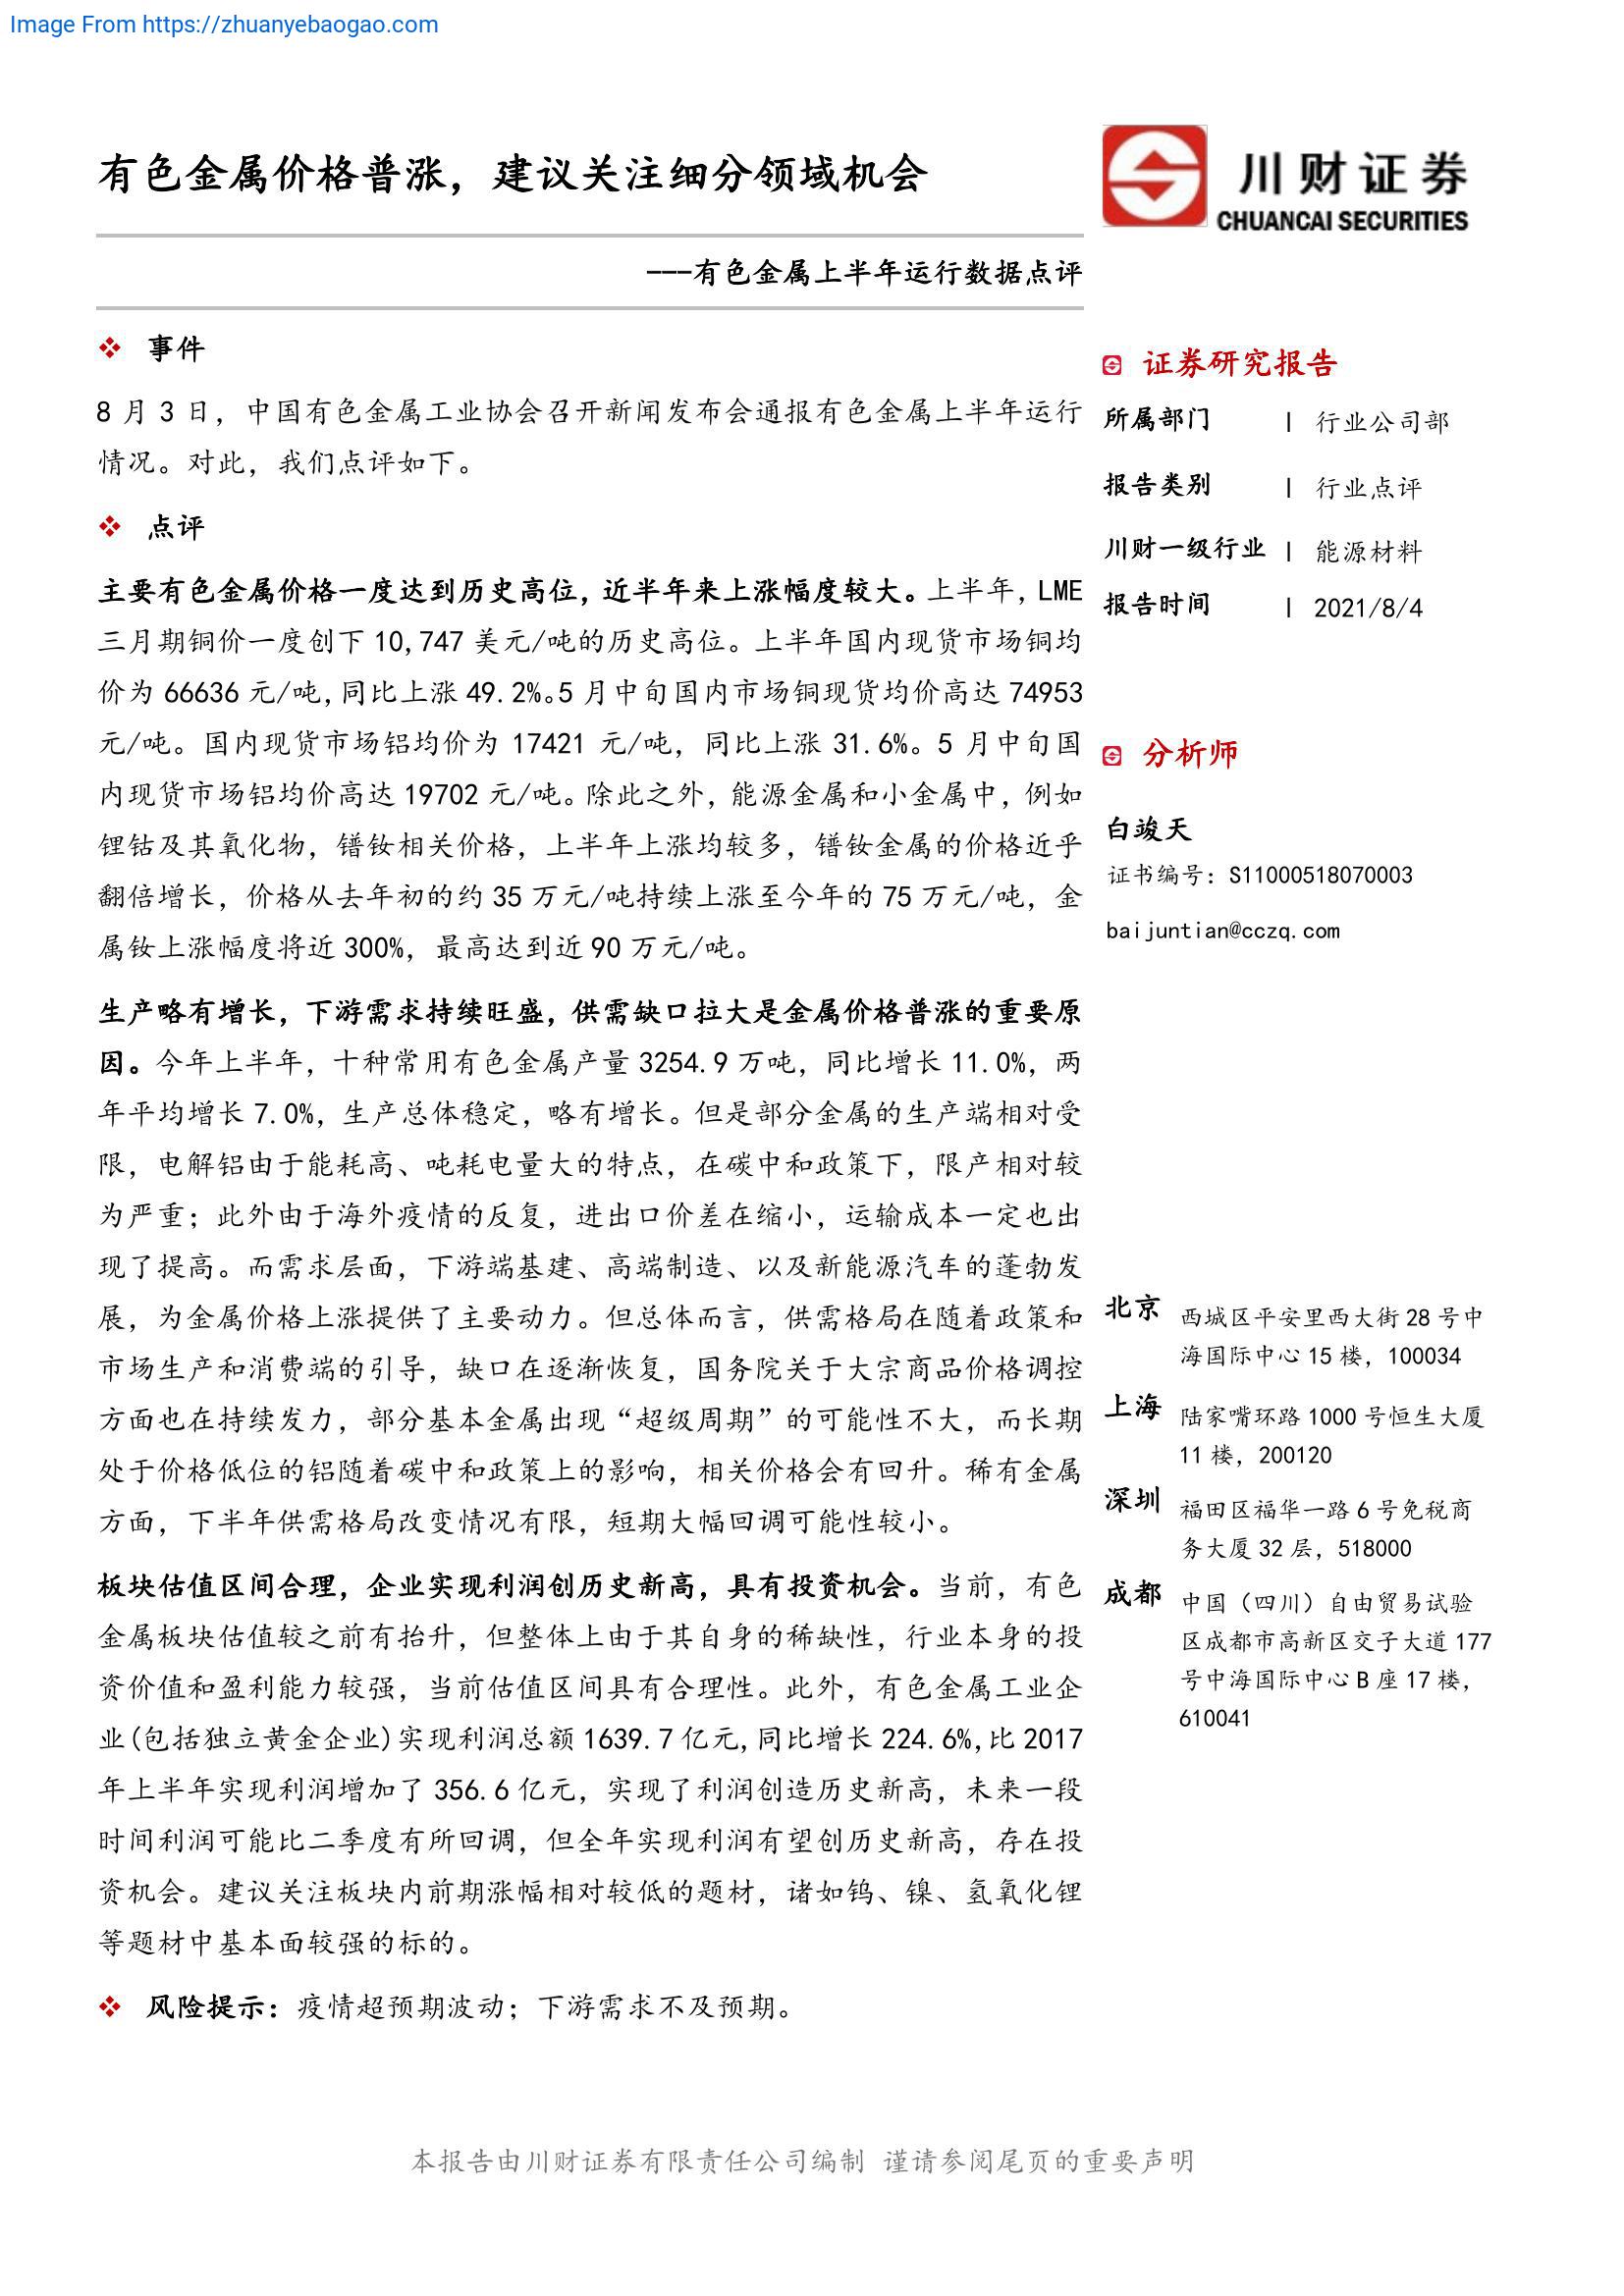 Image From https://zhuanyebaogao.com
有色金属价格普涨，建议关注细分领域机会
---有色金属上半年运行数据点评
事件
8 月 3 日，中国有色金属工业协会召开新闻发布会通报有色金属上半年运行
情况。对此，我们点评如下。
点评
主要有色金属价格一度达到历史高位，近半年来上涨幅度较大。上半年，LME
三月期铜价一度创下 10,747 美元/吨的历史高位。上半年国内现货市场铜均
价为 66636 元/吨,同比上涨 49.2%。5 月中旬国内市场铜现货均价高达 74953
元/吨。国内现货市场铝均价为 17421 元/吨，同比上涨 31.6%。5 月中旬国
内现货市场铝均价高达 19702 元/吨。除此之外，能源金属和小金属中，例如
锂钴及其氧化物，镨钕相关价格，上半年上涨均较多，镨钕金属的价格近乎
翻倍增长，价格从去年初的约 35 万元/吨持续上涨至今年的 75 万元/吨，金
属钕上涨幅度将近 300%，最高达到近 90 万元/吨。
生产略有增长，下游需求持续旺盛，供需缺口拉大是金属价格普涨的重要原
因。今年上半年，十种常用有色金属产量 3254.9 万吨，同比增长 11.0%，两
年平均增长 7.0%，生产总体稳定，略有增长。但是部分金属的生产端相对受
限，电解铝由于能耗高、吨耗电量大的特点，在碳中和政策下，限产相对较
为严重；此外由于海外疫情的反复，进出口价差在缩小，运输成本一定也出
现了提高。而需求层面，下游端基建、高端制造、以及新能源汽车的蓬勃发
展，为金属价格上涨提供了主要动力。但总体而言，供需格局在随着政策和
市场生产和消费端的引导，缺口在逐渐恢复，国务院关于大宗商品价格调控
方面也在持续发力，部分基本金属出现“超级周期”的可能性不大，而长期
处于价格低位的铝随着碳中和政策上的影响，相关价格会有回升。稀有金属
方面，下半年供需格局改变情况有限，短期大幅回调可能性较小。
板块估值区间合理，企业实现利润创历史新高，具有投资机会。当前，有色
金属板块估值较之前有抬升，但整体上由于其自身的稀缺性，行业本身的投
资价值和盈利能力较强，当前估值区间具有合理性。此外，有色金属工业企
业(包括独立黄金企业)实现利润总额 1639.7 亿元,同比增长 224.6%,比 2017
年上半年实现利润增加了 356.6 亿元，实现了利润创造历史新高，未来一段
时间利润可能比二季度有所回调，但全年实现利润有望创历史新高，存在投
资机会。建议关注板块内前期涨幅相对较低的题材，诸如钨、镍、氢氧化锂
等题材中基本面较强的标的。
风险提示：疫情超预期波动；下游需求不及预期。
川财证券
CHUANCAI SECURITIES
证券研究报告
所属部门 | 行业公司部
报告类别 | 行业点评
川财一级行业 | 能源材料
报告时间 | 2021/8/4
分析师
白竣天
证书编号：S11000518070003
baijuntian@cczq.com
北京 西城区平安里西大街 28 号中
海国际中心 15 楼，100034
上海 陆家嘴环路 1000 号恒生大厦
11 楼，200120
深圳 福田区福华一路 6 号免税商
务大厦 32 层，518000
成都 中国（四川）自由贸易试验
区成都市高新区交子大道 177
号中海国际中心 B 座 17 楼，
610041
本报告由川财证券有限责任公司编制 谨请参阅尾页的重要声明